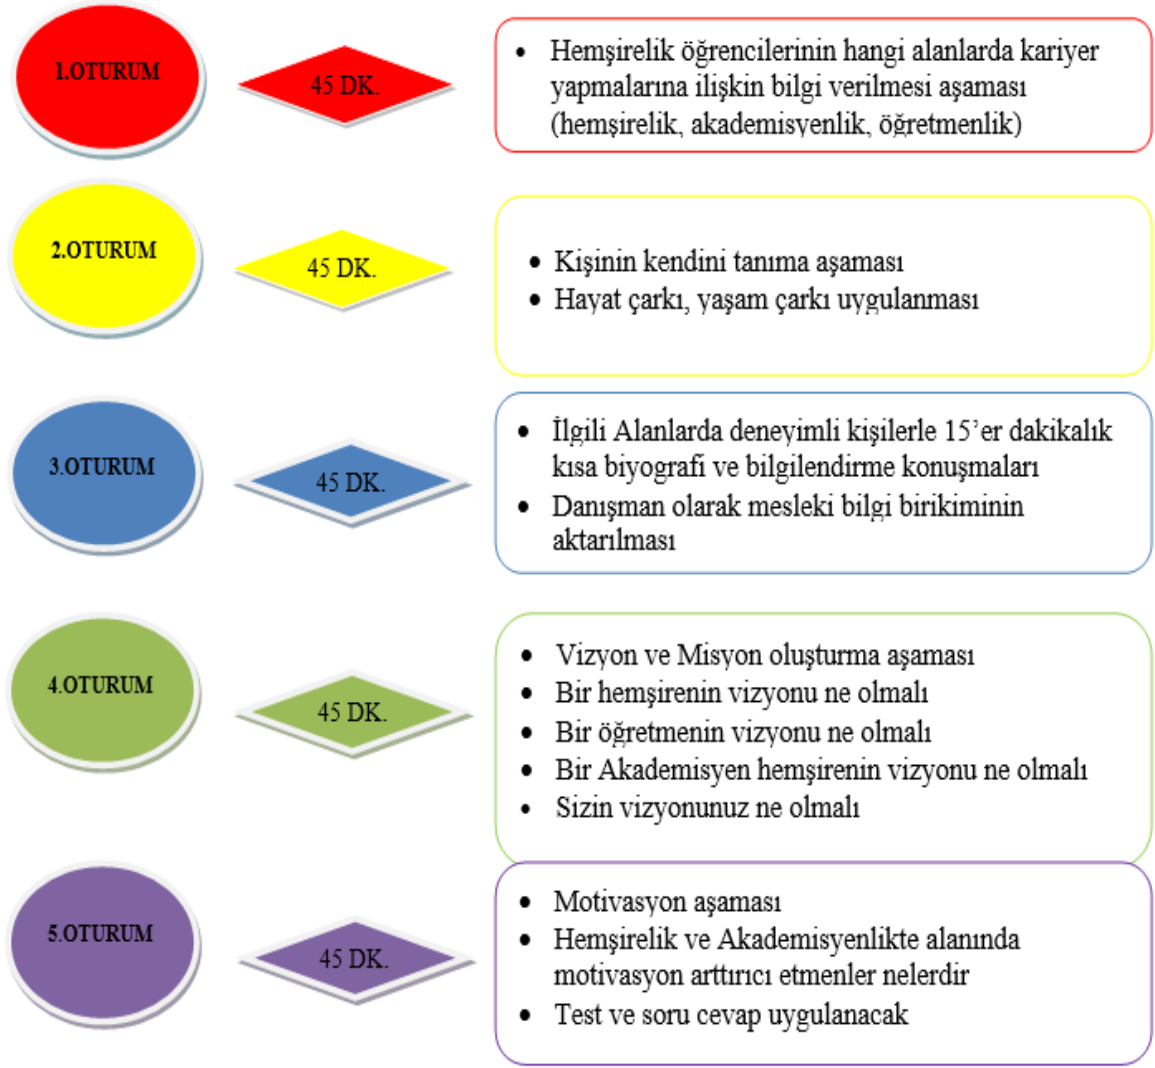 1.OTURUM
45 DK.
• Hemşirelik öğrencilerinin hangi alanlarda kariyer
yapmalarına ilişkin bilgi verilmesi aşaması
(hemşirelik, akademisyenlik, öğretmenlik)
2.OTURUM
45 DK.
• Kişinin kendini tanıma aşaması
• Hayat çarkı, yaşam çarkı uygulanması
3.OTURUM
45 DK.
• İlgili Alanlarda deneyimli kişilerle 15’er dakikalık
kısa biyografi ve bilgilendirme konuşmaları
• Danışman olarak mesleki bilgi birikiminin
aktarılması
4.OTURUM
45 DK.
• Vizyon ve Misyon oluşturma aşaması
• Bir hemşirenin vizyonu ne olmalı
• Bir öğretmenin vizyonu ne olmalı
• Bir Akademisyen hemşirenin vizyonu ne olmalı
• Sizin vizyonunuz ne olmalı
5.OTURUM
45 DK.
• Motivasyon aşaması
• Hemşirelik ve Akademisyenlikte alanında
motivasyon arttırıcı etmenler nelerdir
• Test ve soru cevap uygulanacak